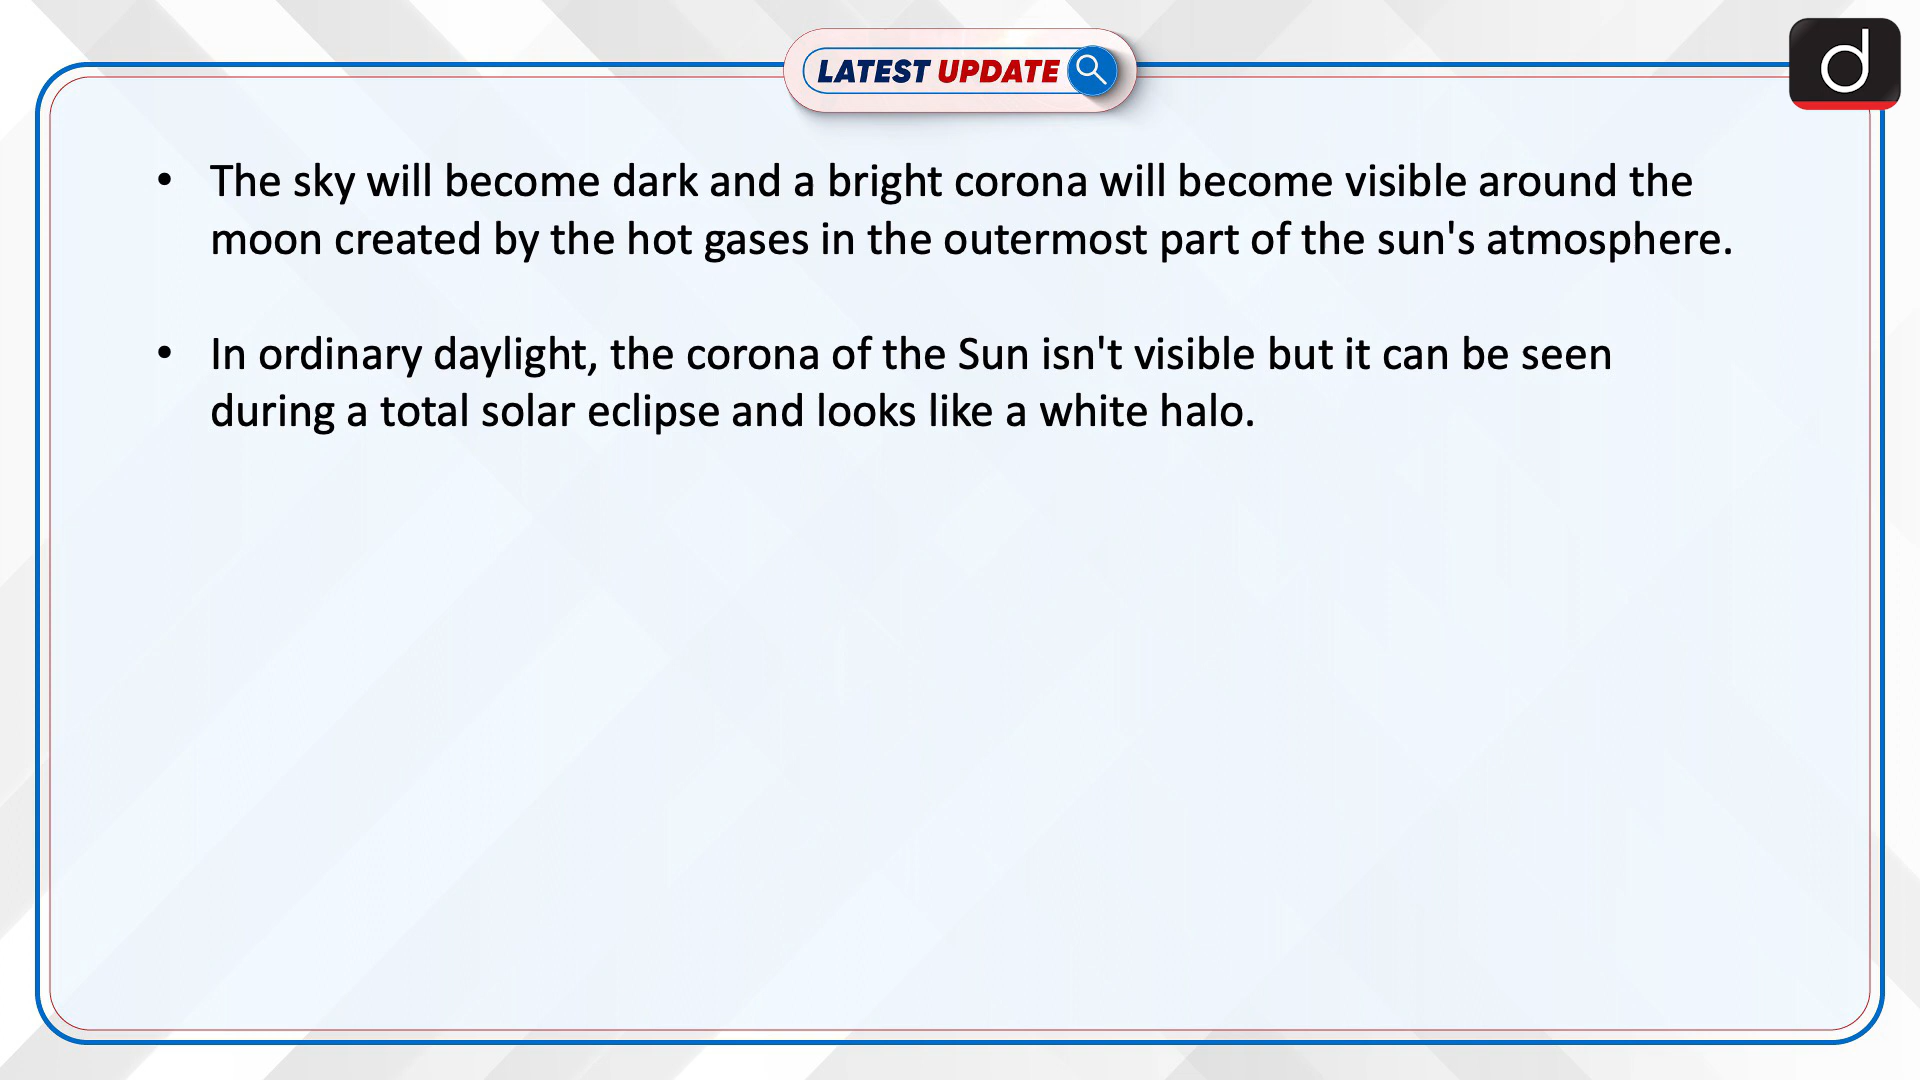 LATEST UPDATE
d
• The sky will become dark and a bright corona will become visible around the
moon created by the hot gases in the outermost part of the sun's atmosphere.
• In ordinary daylight, the corona of the Sun isn't visible but it can be seen
during a total solar eclipse and looks like a white halo.